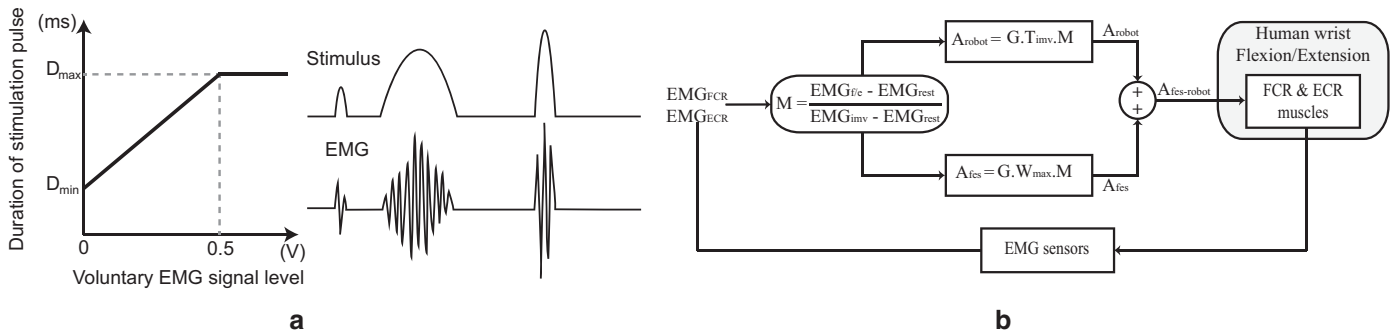 (ms)
Duration of stimulation pulse
Dmax
Dmin
0
0.5
(V)
Voluntary EMG signal level
Stimulus
EMG
a
EMGFCR
EMGECR
M = EMGf/e - EMGrest
EMGimv - EMGrest
Arobot = G.Timv.M
Arobot
Afes = G.Wmax.M
Afes
+
+
Afes-robot
Human wrist
Flexion/Extension
FCR & ECR
muscles
EMG sensors
b